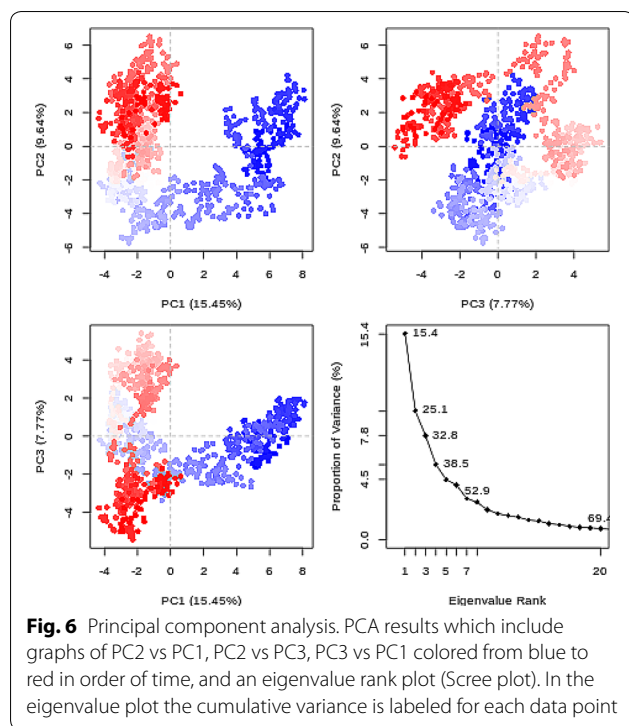 PC2 (9.64%)
6
4
2
0
-2
-4
-6
-4 -2 0 2 4 6 8
PC1 (15.45%)
PC2 (9.64%)
6
4
2
0
-2
-4
-6
-4 -2 0 2 4
PC3 (7.77%)
PC3 (7.77%)
4
2
0
-2
-4
-4 -2 0 2 4 6 8
PC1 (15.45%)
Proportion of Variance (%)
15.4
7.8
4.5
0.0
15.4
25.1
32.8
38.5
52.9
69.4
1 3 5 7 20
Eigenvalue Rank
Fig. 6 Principal component analysis. PCA results which include
graphs of PC2 vs PC1, PC2 vs PC3, PC3 vs PC1 colored from blue to
red in order of time, and an eigenvalue rank plot (Scree plot). In the
eigenvalue plot the cumulative variance is labeled for each data point